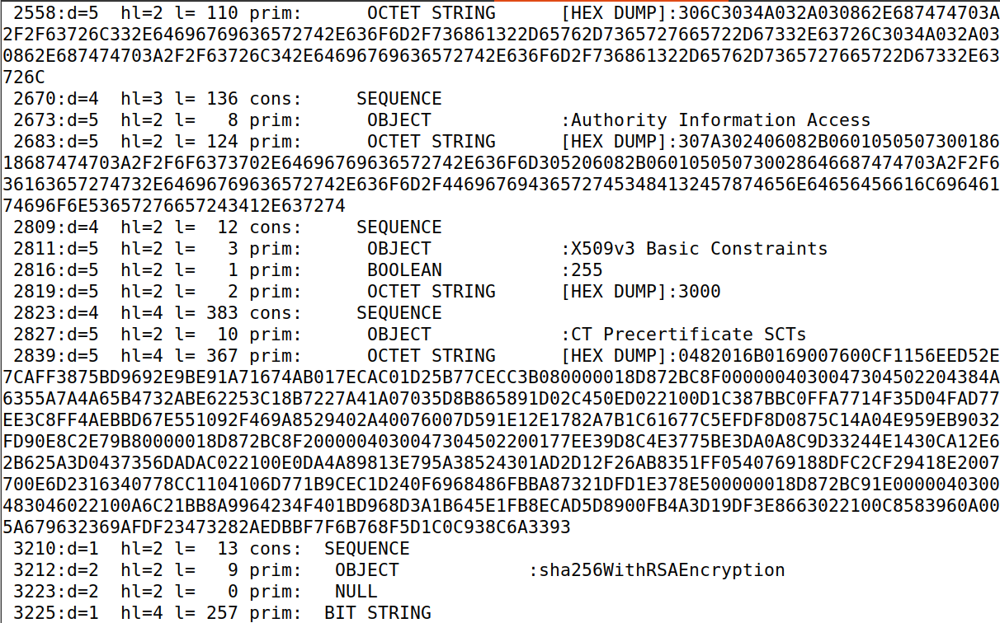 2558:d=5  hl=2 l= 110 prim:      OCTET STRING      [HEX DUMP]:306C3034A032A030862E687474703A
2F2F63726C332E64696769636572742E636F6D2F736861322D65762D7365727665722D67332E63726C3034A032A03
0862E687474703A2F2F63726C342E64696769636572742E636F6D2F736861322D65762D7365727665722D67332E63
726C
2670:d=4  hl=3 l= 136 cons:     SEQUENCE
2673:d=5  hl=2 l=   8 prim:      OBJECT            :Authority Information Access
2683:d=5  hl=2 l= 124 prim:      OCTET STRING      [HEX DUMP]:307A302406082B0601050507300186
18687474703A2F2F6F6373702E64696769636572742E636F6D305206082B060105050730028646687474703A2F2F6
36163657274732E64696769636572742E636F6D2F446967694365727453484132457874656E64656456616C696461
74696F6E53657276657243412E637274
2809:d=4  hl=2 l=  12 cons:     SEQUENCE
2811:d=5  hl=2 l=   3 prim:      OBJECT            :X509v3 Basic Constraints
2816:d=5  hl=2 l=   1 prim:      BOOLEAN           :255
2819:d=5  hl=2 l=   2 prim:      OCTET STRING      [HEX DUMP]:3000
2823:d=4  hl=4 l= 383 cons:     SEQUENCE
2827:d=5  hl=2 l=  10 prim:      OBJECT            :CT Precertificate SCTs
2839:d=5  hl=4 l= 367 prim:      OCTET STRING      [HEX DUMP]:0482016B0169007600CF1156EED52E
7CAFF3875BD9692E9BE91A71674AB017ECAC01D25B77CECC3B080000018D872BC8F0000004030047304502204384A
6355A7A4A65B4732ABE62253C18B7227A41A07035D8B865891D02C450ED022100D1C387BBC0FFA7714F35D04FAD77
EE3C8FF4AEBBD67E551092F469A8529402A40076007D591E12E1782A7B1C61677C5EFDF8D0875C14A04E959EB9032
FD90E8C2E79B80000018D872BC8F2000004030047304502200177EE39D8C4E3775BE3DA0A8C9D33244E1430CA12E6
2B625A3D0437356DADAC022100E0DA4A89813E795A38524301AD2D12F26AB8351FF0540769188DFC2CF29418E2007
700E6D2316340778CC1104106D771B9CEC1D240F6968486FBBA87321DFD1E378E500000018D872BC91E0000040300
483046022100A6C21BB8A9964234F401BD968D3A1B645E1FB8ECAD5D8900FB4A3D19DF3E8663022100C8583960A00
5A679632369AFDF23473282AEDBBF7F6B768F5D1C0C938C6A3393
3210:d=1  hl=2 l=  13 cons:  SEQUENCE
3212:d=2  hl=2 l=   9 prim:   OBJECT            :sha256WithRSAEncryption
3223:d=2  hl=2 l=   0 prim:   NULL
3225:d=1  hl=4 l= 257 prim:  BIT STRING